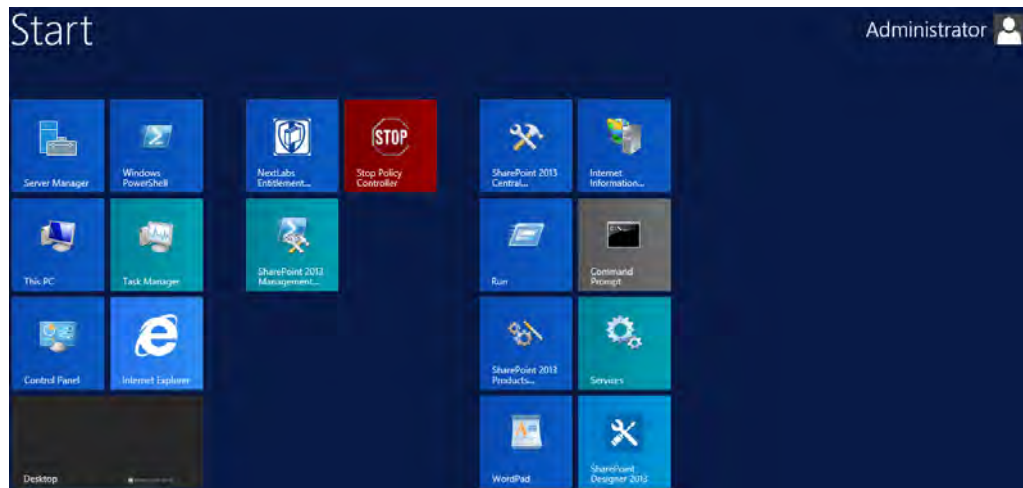 Start
Administrator
Server Manager
Windows
PowerShell
NextLabs
Entitlement...
STOP
Stop Policy
Controller
SharePoint 2013
Central...
Internet
Information...
This PC
Task Manager
SharePoint 2013
Management...
Run
Command
Prompt
Control Panel
Internet Explorer
SharePoint 2013
Products...
Services
Desktop
WordPad
SharePoint
Designer 2013